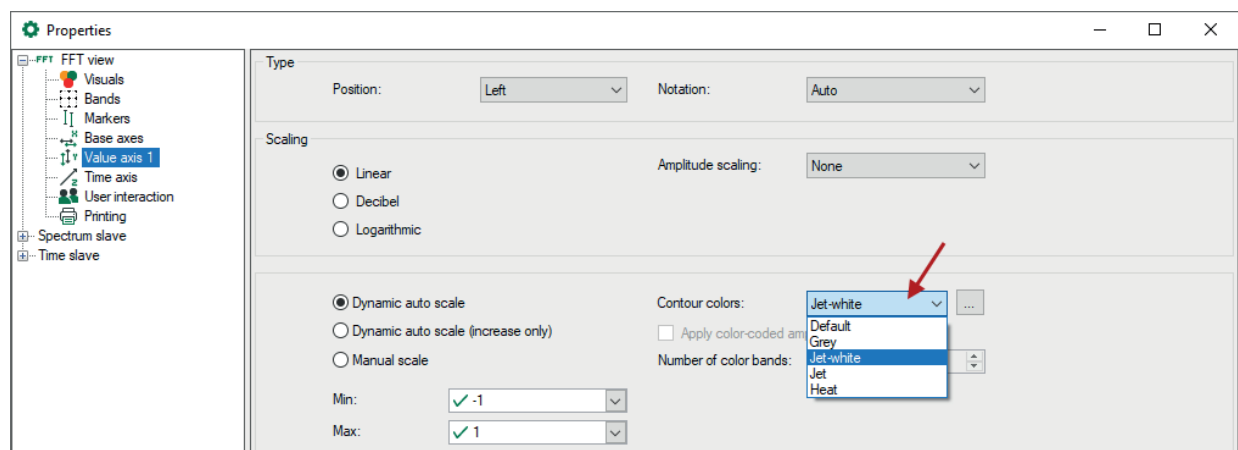 Properties
FFT FFT view
Visuals
Bands
Markers
X Base axes
Y Value axis 1
Z Time axis
User interaction
Printing
Spectrum slave
Time slave
Type
Position: Left Notation: Auto
Scaling
Linear Amplitude scaling: None
Decibel
Logarithmic
Dynamic auto scale Contour colors: Jet-white ...
Default
Dynamic auto scale (increase only) Apply color-coded am
Grey
Manual scale Number of color bands: Jet-white
Jet
Heat
Min: -1
Max: 1